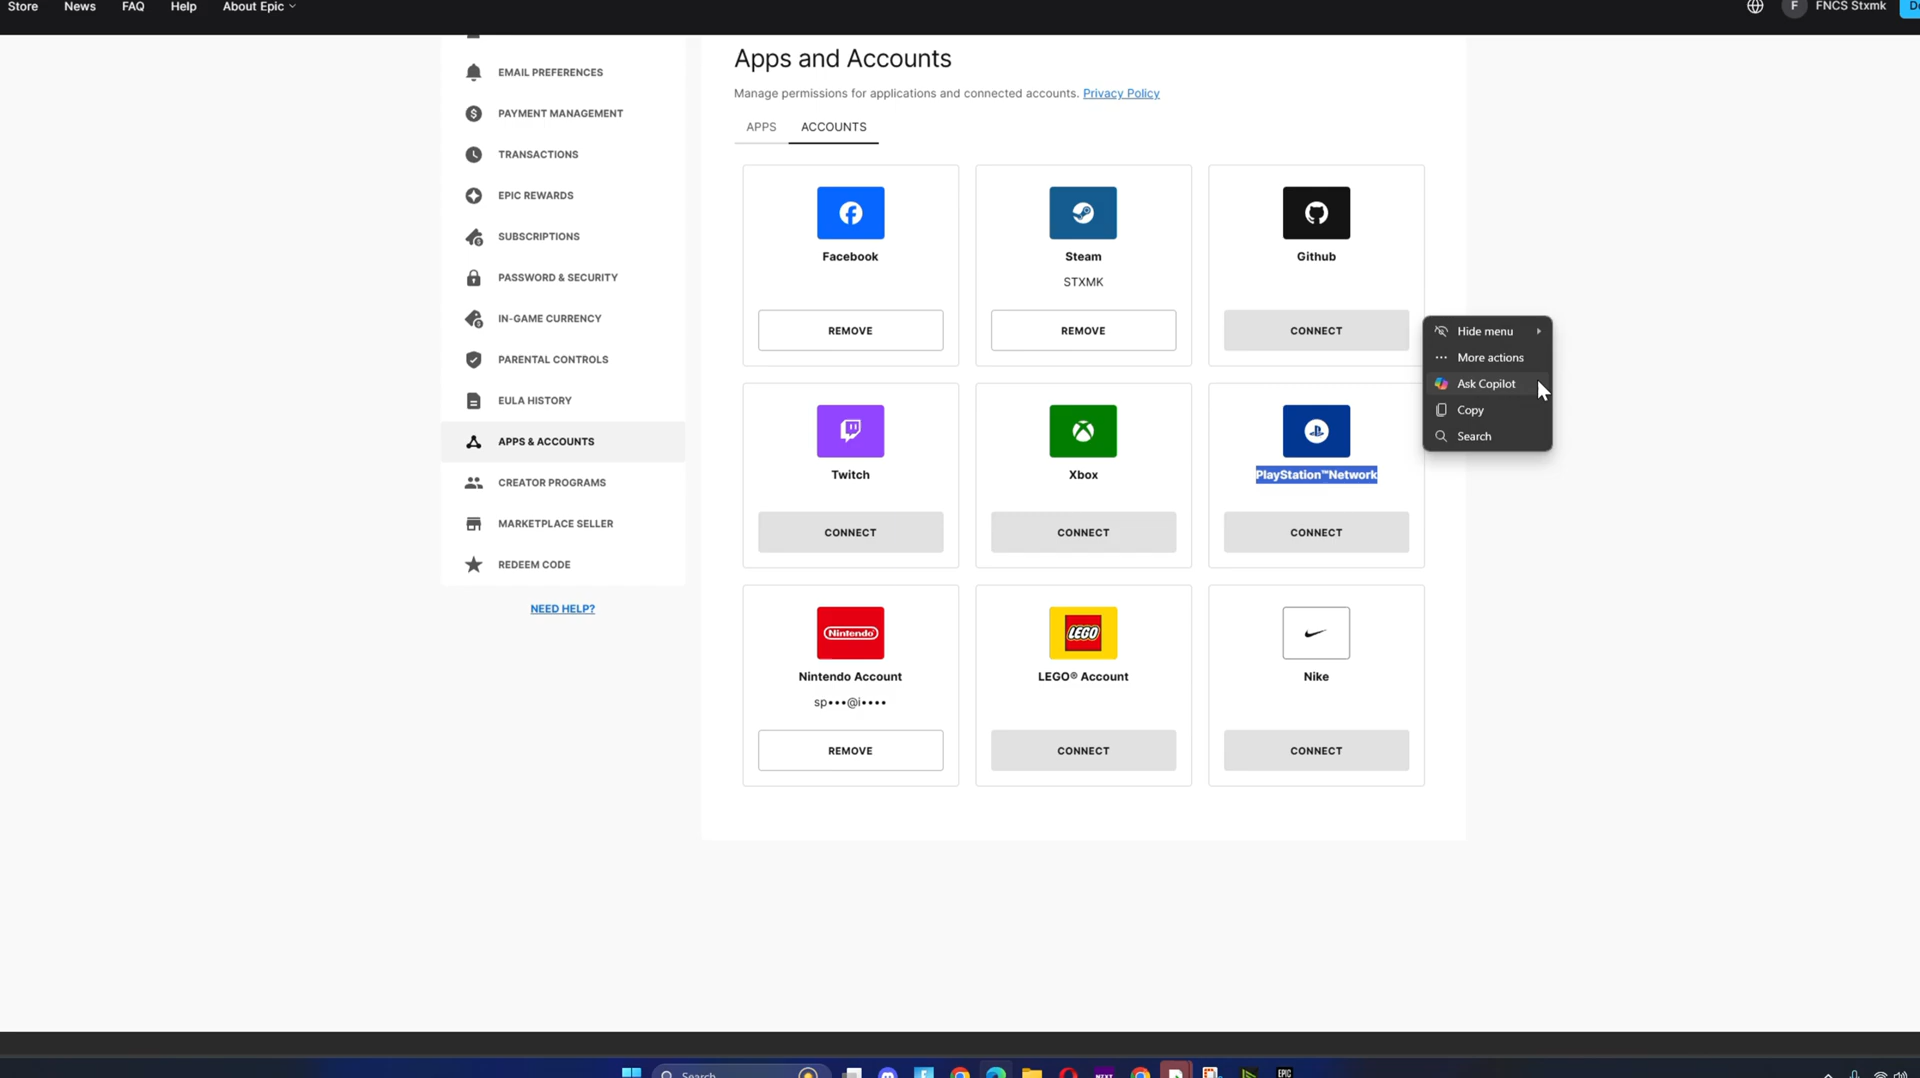 Store News FAQ Help About Epic
F FNCS Stxmk
EMAIL PREFERENCES
PAYMENT MANAGEMENT
TRANSACTIONS
EPIC REWARDS
SUBSCRIPTIONS
PASSWORD & SECURITY
IN-GAME CURRENCY
PARENTAL CONTROLS
EULA HISTORY
APPS & ACCOUNTS
CREATOR PROGRAMS
MARKETPLACE SELLER
REDEEM CODE
NEED HELP?
Apps and Accounts
Manage permissions for applications and connected accounts. Privacy Policy
APPS ACCOUNTS
Facebook
REMOVE
Steam
STXMK
REMOVE
Github
CONNECT
Twitch
CONNECT
Xbox
CONNECT
PlayStation™Network
CONNECT
Nintendo
Nintendo Account
sp•••@i••••
REMOVE
LEGO
LEGO® Account
CONNECT
Nike
CONNECT
Hide menu
More actions
Ask Copilot
Copy
Search
Search
EPIC